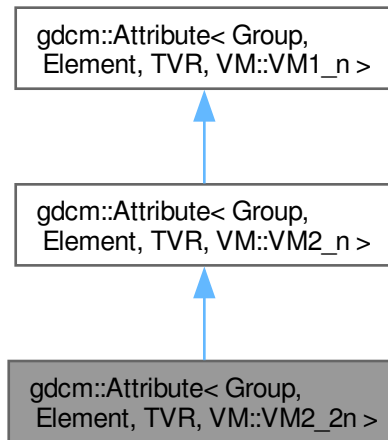 gdcm::Attribute< Group,
Element, TVR, VM::VM1_n >
gdcm::Attribute< Group,
Element, TVR, VM::VM2_n >
gdcm::Attribute< Group,
Element, TVR, VM::VM2_2n >